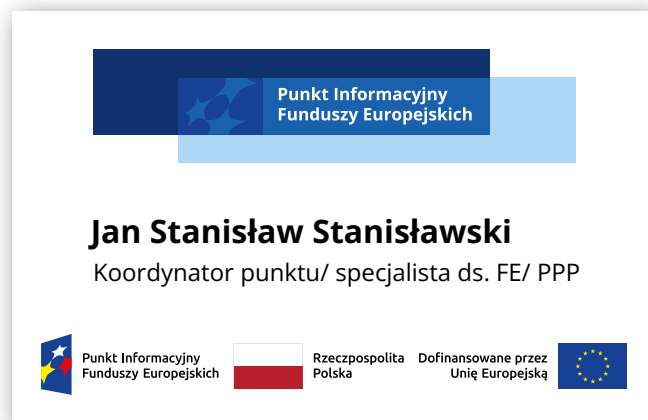 Punkt Informacyjny
Funduszy Europejskich
Jan Stanisław Stanisławski
Koordynator punktu/ specjalista ds. FE/ PPP
Punkt Informacyjny
Funduszy Europejskich
Rzeczpospolita
Polska
Dofinansowane przez
Unię Europejską